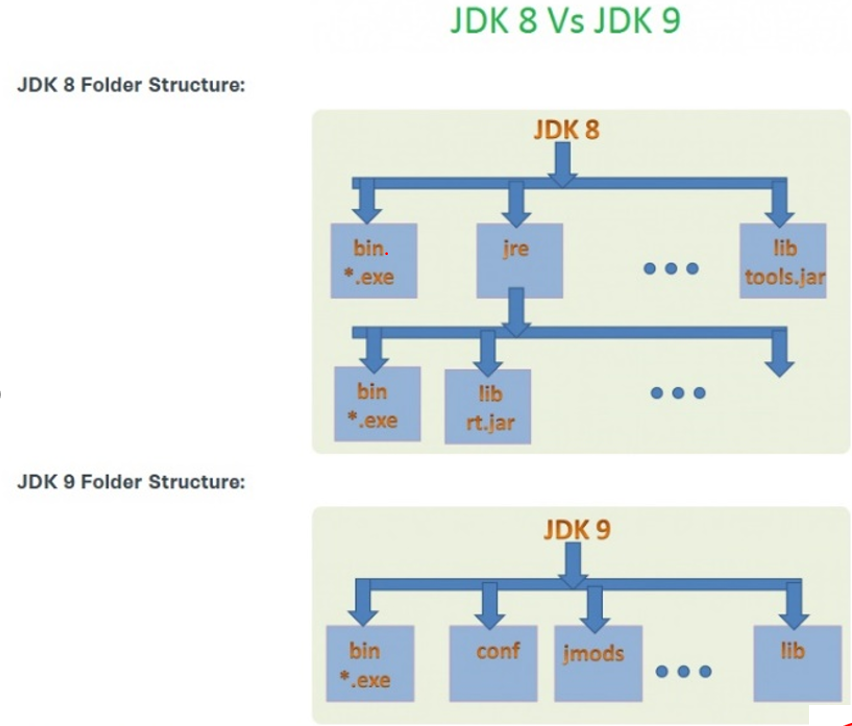 JDK 8 Vs JDK 9
JDK 8 Folder Structure:
JDK 8
bin.
*.exe
jre
lib
tools.jar
bin
*.exe
lib
rt.jar
JDK 9 Folder Structure:
JDK 9
bin
*.exe
conf
jmods
lib